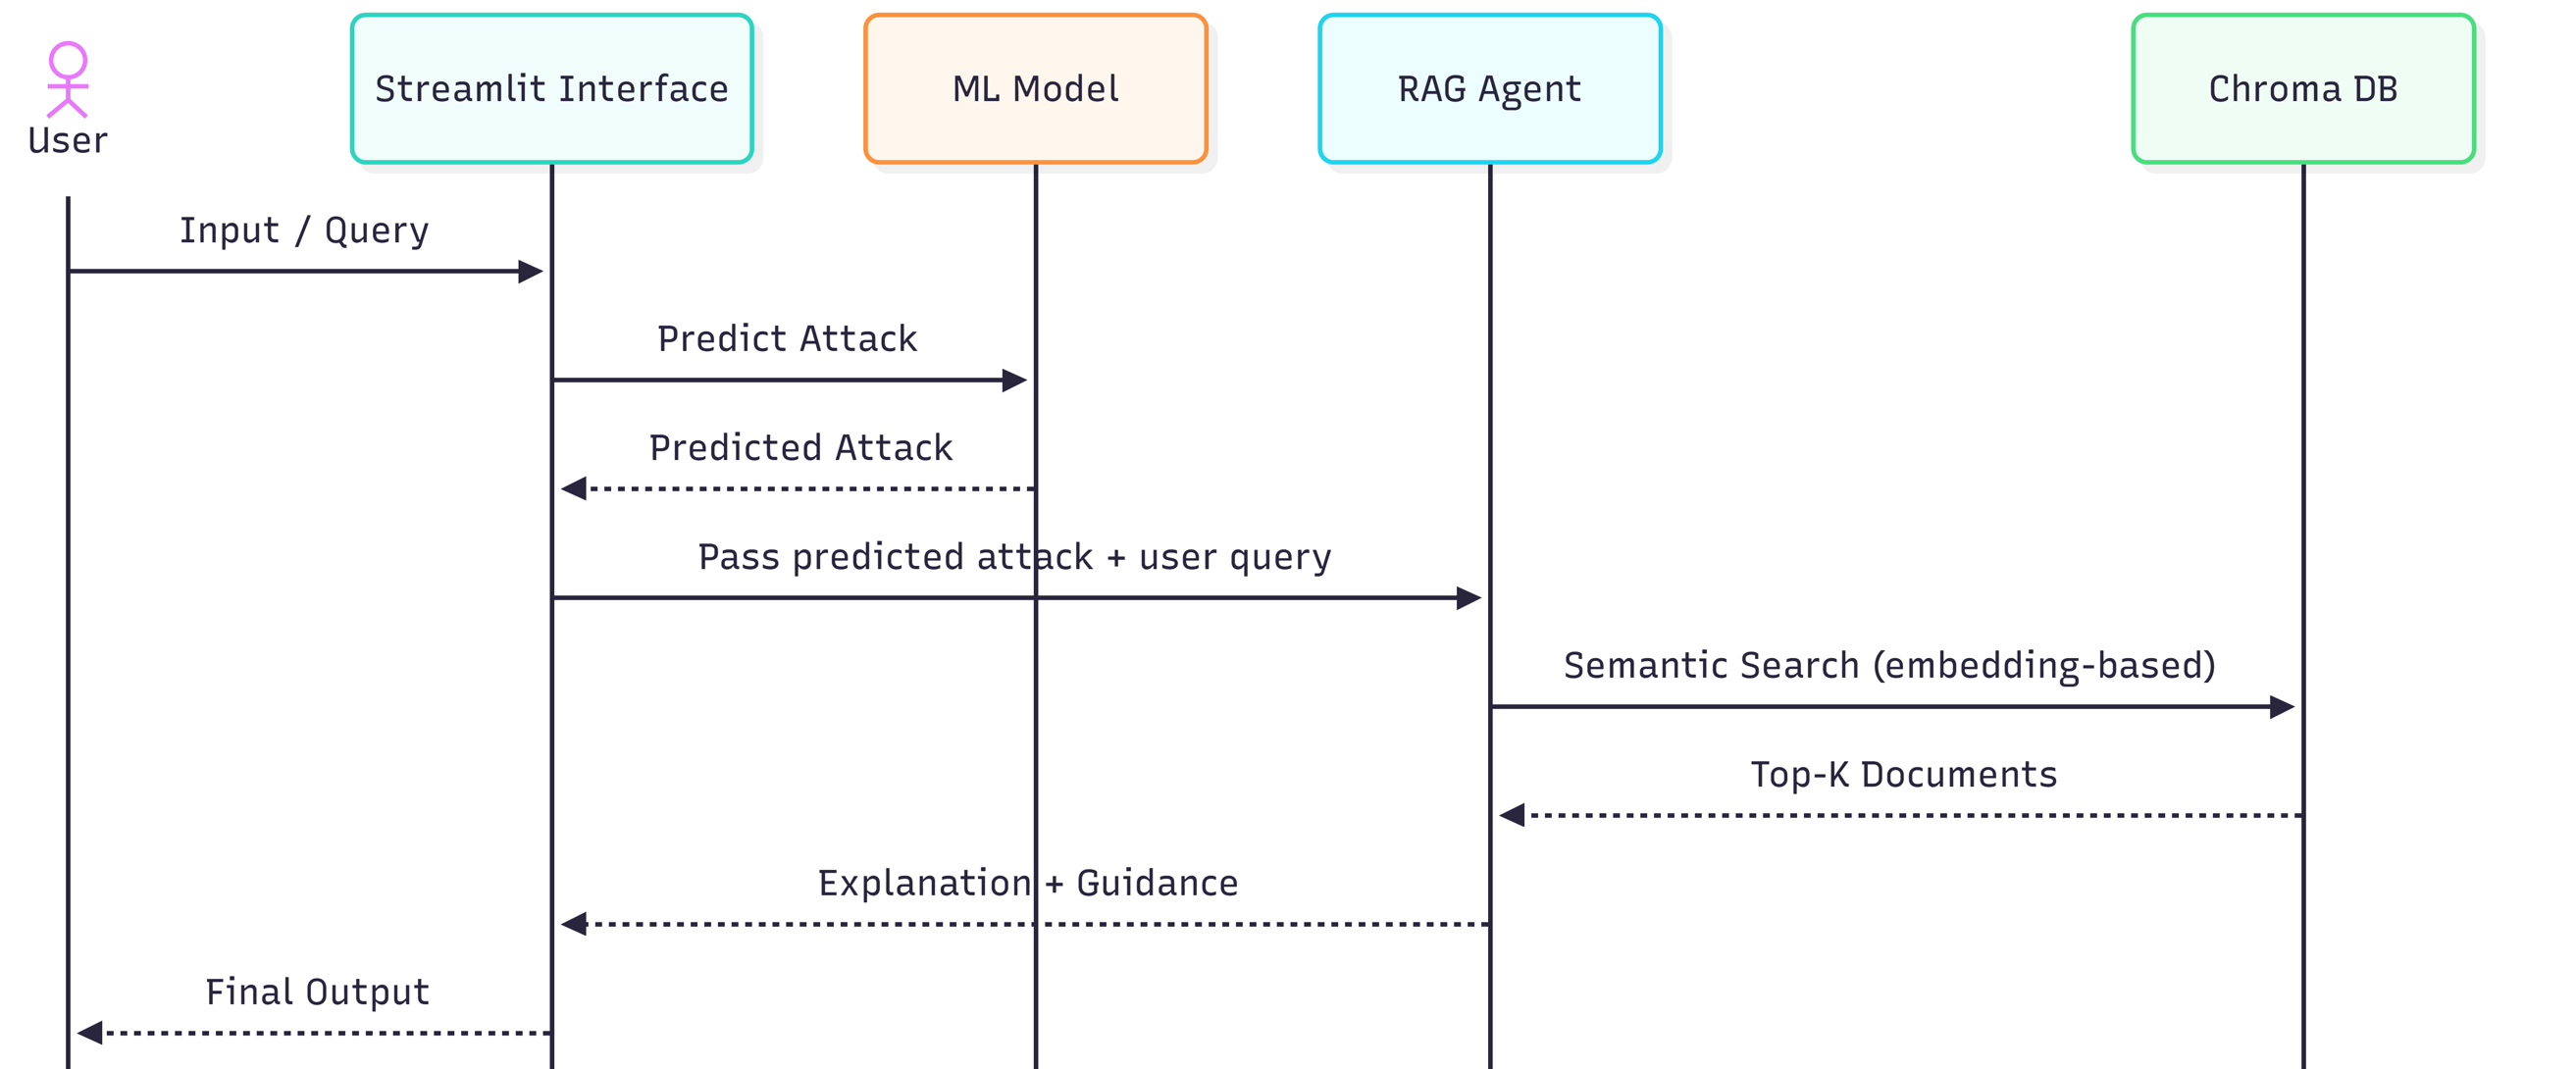 User
Streamlit Interface
ML Model
RAG Agent
Chroma DB
Input / Query
Predict Attack
Predicted Attack
Pass predicted attack + user query
Semantic Search (embedding-based)
Top-K Documents
Explanation + Guidance
Final Output